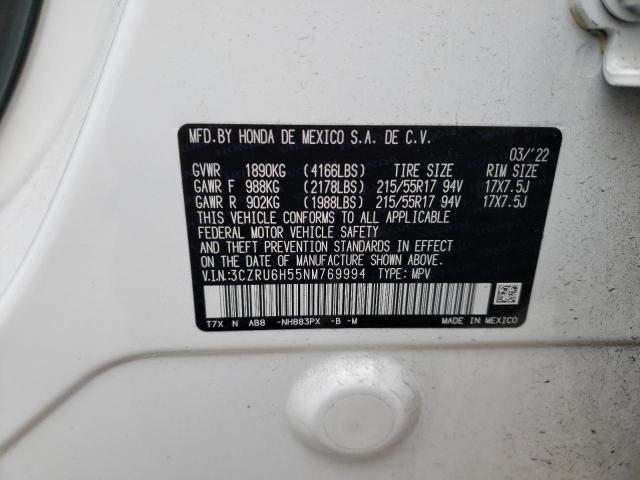 MFD.BY HONDA DE MEXICO S.A. DE C.V.
03/'22
GVWR 1890KG (4166LBS) TIRE SIZE RIM SIZE
GAWR F 988KG (2178LBS) 215/55R17 94V 17X7.5J
GAWR R 902KG (1988LBS) 215/55R17 94V 17X7.5J
THIS VEHICLE CONFORMS TO ALL APPLICABLE
FEDERAL MOTOR VEHICLE SAFETY
AND THEFT PREVENTION STANDARDS IN EFFECT
ON THE DATE OF MANUFACTURE SHOWN ABOVE.
V.I.N:3CZRU6H55NM769994 TYPE: MPV
T7X N AB8 -NH883PX -B -M MADE IN MEXICO